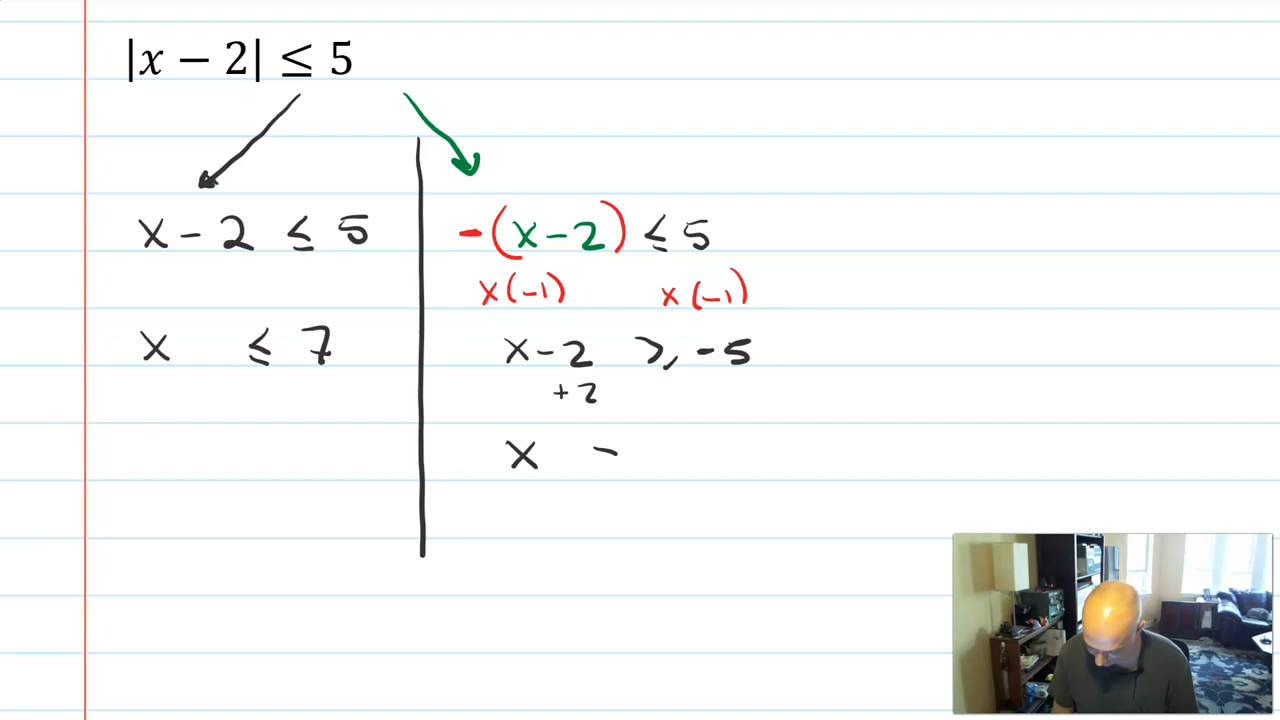 |x − 2| ≤ 5
x - 2 ≤ 5
x ≤ 7
-(x-2) ≤ 5
x(-1) x(-1)
x-2 ≥ -5
+2
x